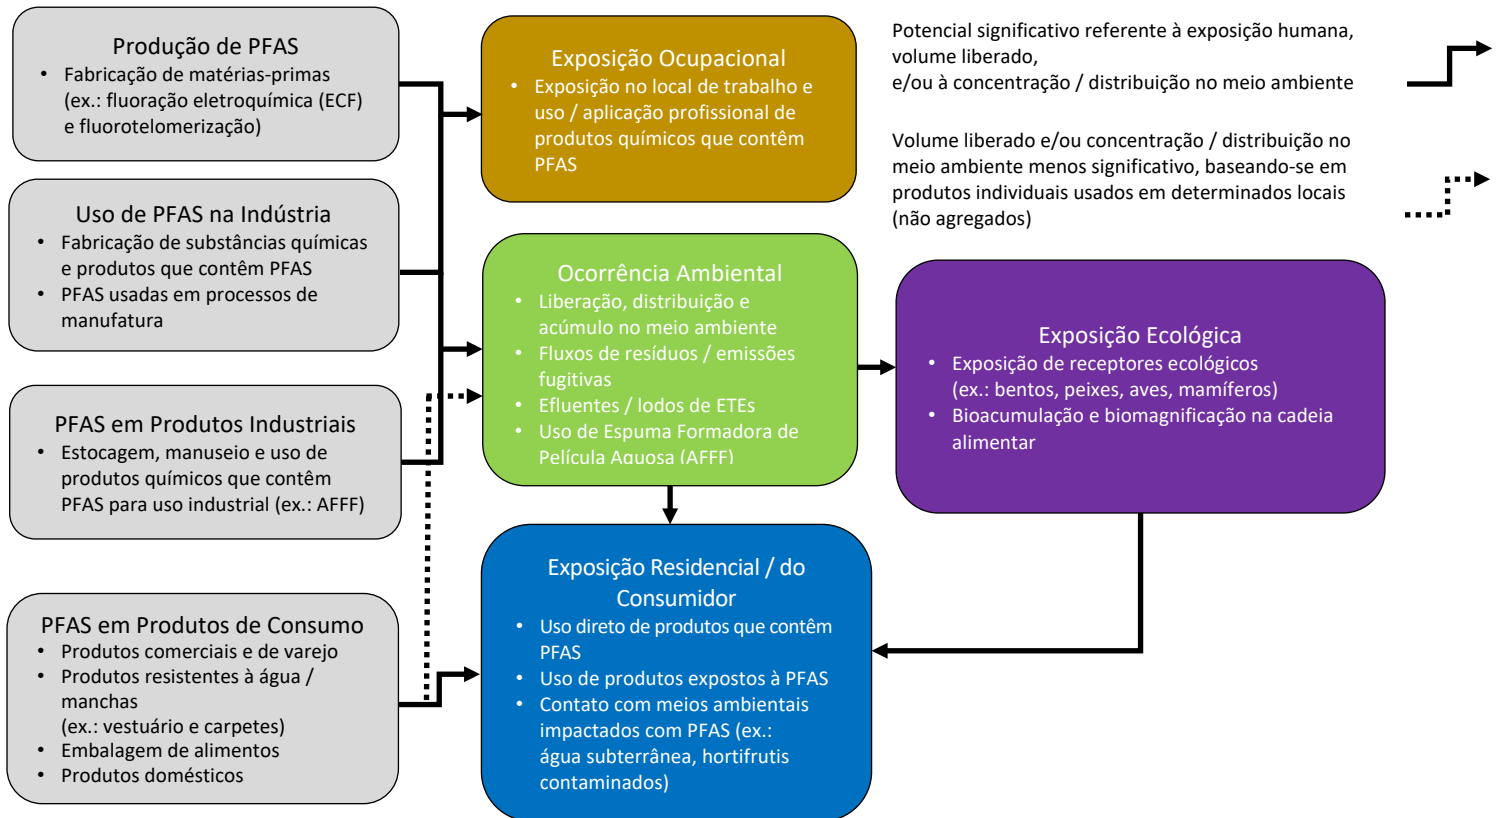 Produção de PFAS
• Fabricação de matérias-primas
(ex.: fluoração eletroquímica (ECF)
e fluorotelomerização)
Uso de PFAS na Indústria
• Fabricação de substâncias químicas
e produtos que contêm PFAS
• PFAS usadas em processos de
manufatura
PFAS em Produtos Industriais
• Estocagem, manuseio e uso de
produtos químicos que contêm
PFAS para uso industrial (ex.: AFFF)
PFAS em Produtos de Consumo
• Produtos comerciais e de varejo
• Produtos resistentes à água /
manchas
(ex.: vestuário e carpetes)
• Embalagem de alimentos
• Produtos domésticos
Exposição Ocupacional
• Exposição no local de trabalho e
uso / aplicação profissional de
produtos químicos que contêm
PFAS
Ocorrência Ambiental
• Liberação, distribuição e
acúmulo no meio ambiente
• Fluxos de resíduos / emissões
fugitivas
• Efluentes / lodos de ETEs
• Uso de Espuma Formadora de
Película Aquosa (AFFF)
Exposição Residencial / do
Consumidor
• Uso direto de produtos que contêm
PFAS
• Uso de produtos expostos à PFAS
• Contato com meios ambientais
impactados com PFAS (ex.:
água subterrânea, hortifrutis
contaminados)
Potencial significativo referente à exposição humana,
volume liberado,
e/ou à concentração / distribuição no meio ambiente
Volume liberado e/ou concentração / distribuição no
meio ambiente menos significativo, baseando-se em
produtos individuais usados em determinados locais
(não agregados)
Exposição Ecológica
• Exposição de receptores ecológicos
(ex.: bentos, peixes, aves, mamíferos)
• Bioacumulação e biomagnificação na cadeia
alimentar